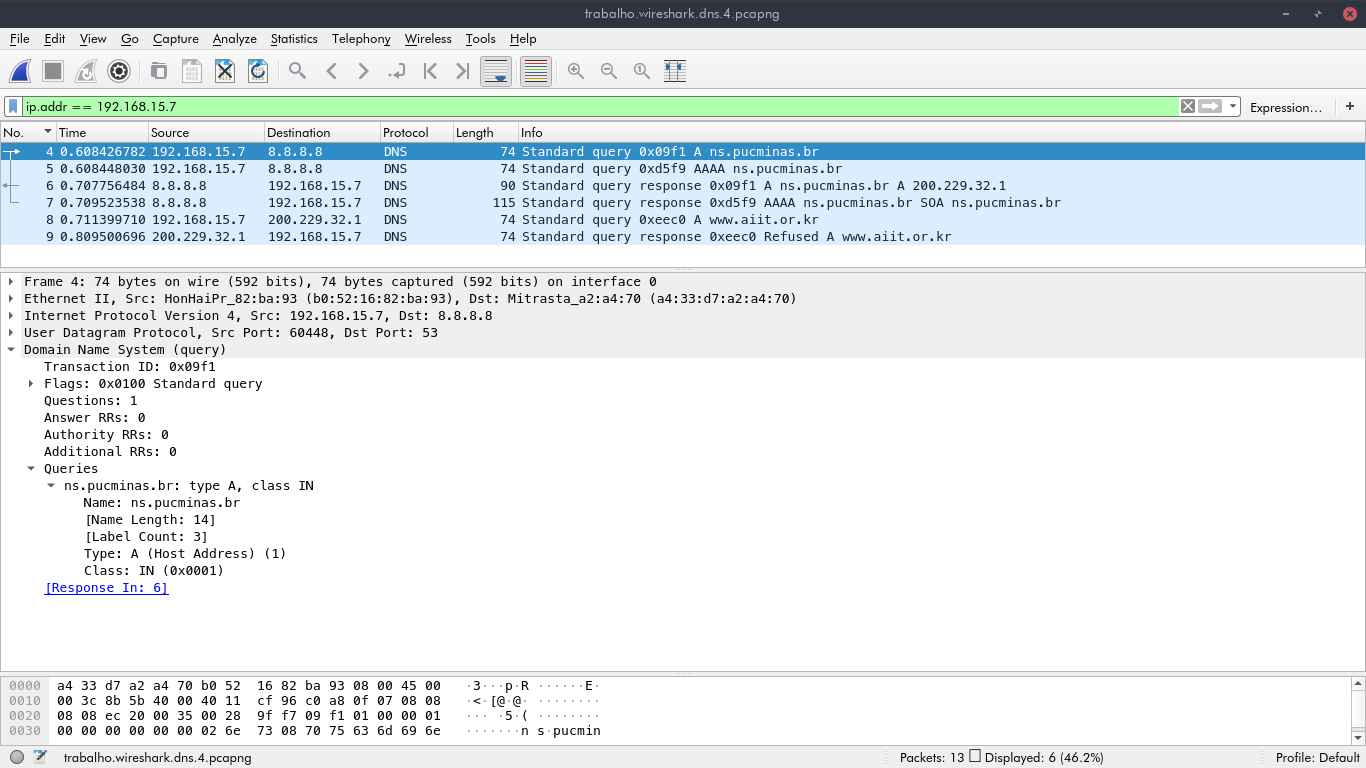 trabalho.wireshark.dns.4.pcapng
File Edit View Go Capture Analyze Statistics Telephony Wireless Tools Help
ip.addr == 192.168.15.7 Expression… +
No. Time Source Destination Protocol Length Info
4 0.608426782 192.168.15.7 8.8.8.8 DNS 74 Standard query 0x09f1 A ns.pucminas.br
5 0.608448030 192.168.15.7 8.8.8.8 DNS 74 Standard query 0xd5f9 AAAA ns.pucminas.br
6 0.707756484 8.8.8.8 192.168.15.7 DNS 90 Standard query response 0x09f1 A ns.pucminas.br A 200.229.32.1
7 0.709523538 8.8.8.8 192.168.15.7 DNS 115 Standard query response 0xd5f9 AAAA ns.pucminas.br SOA ns.pucminas.br
8 0.711399710 192.168.15.7 200.229.32.1 DNS 74 Standard query 0xeec0 A www.aiit.or.kr
9 0.809500696 200.229.32.1 192.168.15.7 DNS 74 Standard query response 0xeec0 Refused A www.aiit.or.kr
Frame 4: 74 bytes on wire (592 bits), 74 bytes captured (592 bits) on interface 0
Ethernet II, Src: HonHaiPr_82:ba:93 (b0:52:16:82:ba:93), Dst: Mitrasta_a2:a4:70 (a4:33:d7:a2:a4:70)
Internet Protocol Version 4, Src: 192.168.15.7, Dst: 8.8.8.8
User Datagram Protocol, Src Port: 60448, Dst Port: 53
Domain Name System (query)
Transaction ID: 0x09f1
Flags: 0x0100 Standard query
Questions: 1
Answer RRs: 0
Authority RRs: 0
Additional RRs: 0
Queries
ns.pucminas.br: type A, class IN
Name: ns.pucminas.br
[Name Length: 14]
[Label Count: 3]
Type: A (Host Address) (1)
Class: IN (0x0001)
[Response In: 6]
0000 a4 33 d7 a2 a4 70 b0 52 16 82 ba 93 08 00 45 00 ·3···p·R ······E·
0010 00 3c 8b 5b 40 00 40 11 cf 96 c0 a8 0f 07 08 08 ·<·[@·@· ········
0020 08 08 ec 20 00 35 00 28 9f f7 09 f1 01 00 00 01 ··· ·5·( ········
0030 00 00 00 00 00 00 02 6e 73 08 70 75 63 6d 69 6e ·······n s·pucmin
trabalho.wireshark.dns.4.pcapng Packets: 13 Displayed: 6 (46.2%) Profile: Default